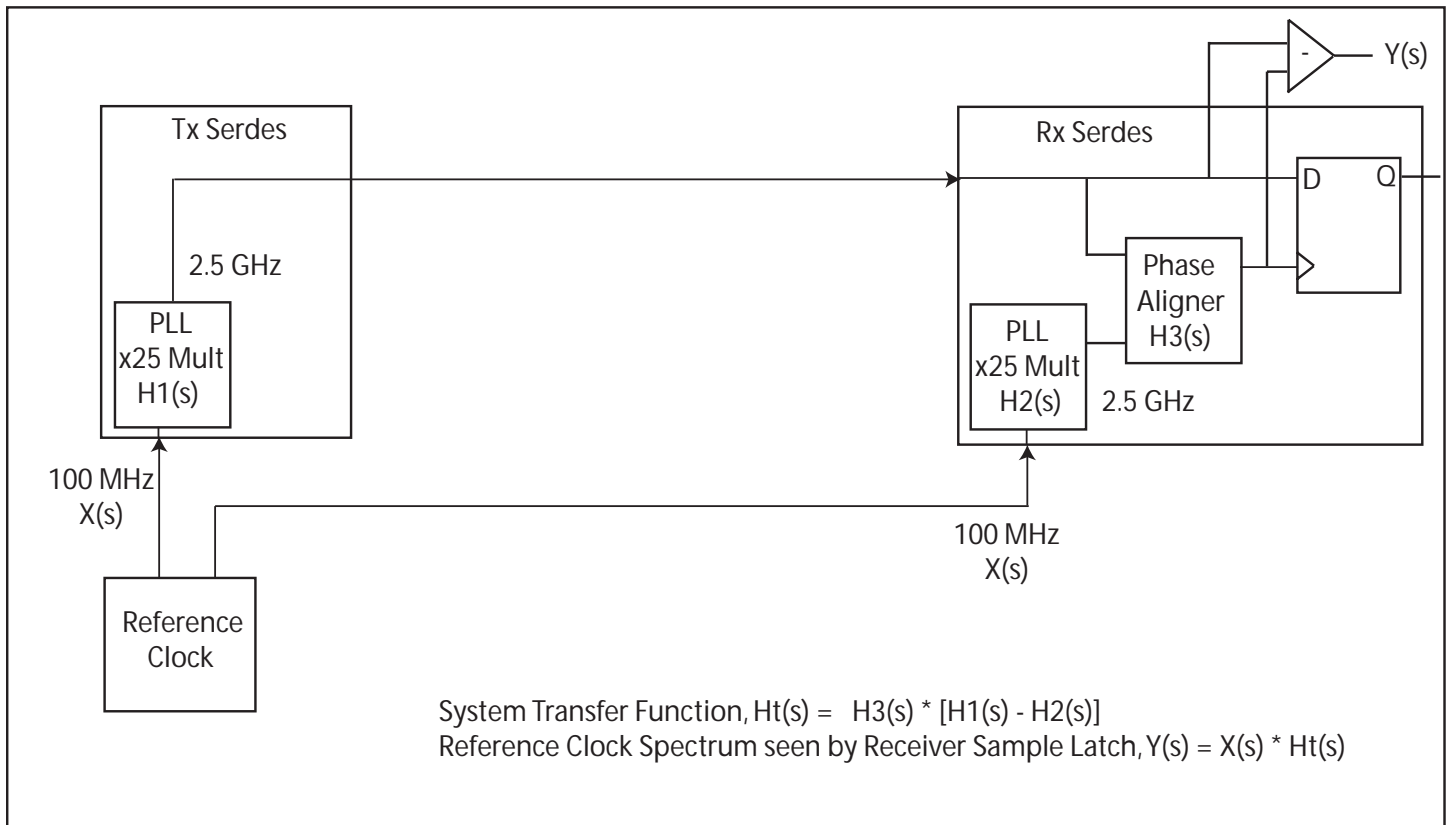 -
Y(s)
Tx Serdes
Rx Serdes
D
Q
2.5 GHz
Phase
Aligner
H3(s)
PLL
x25 Mult
H1(s)
PLL
x25 Mult
H2(s)
2.5 GHz
100 MHz
X(s)
100 MHz
X(s)
Reference
Clock
System Transfer Function, Ht(s) = H3(s) * [H1(s) - H2(s)]
Reference Clock Spectrum seen by Receiver Sample Latch, Y(s) = X(s) * Ht(s)